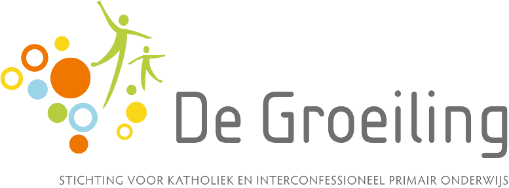 De Groeiling
STICHTING VOOR KATHOLIEK EN INTERCONFESSIONEEL PRIMAIR ONDERWIJS